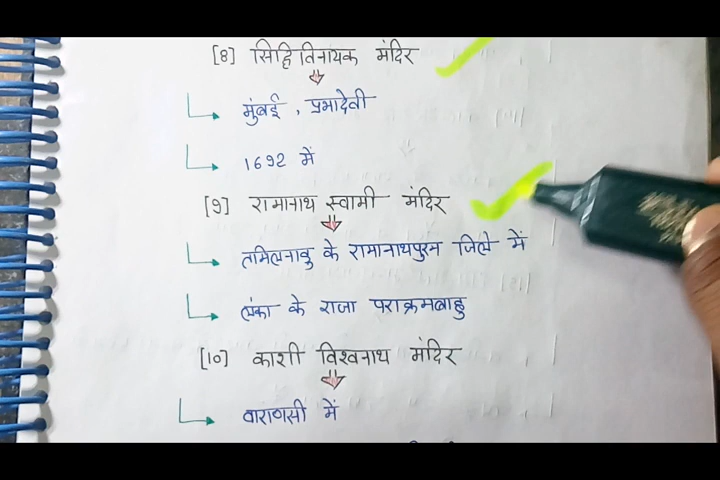 [8] सिद्दि विनायक मंदिर
मुंबई , प्रभादेवी
1692 में
[9] रामानाथ स्वामी मंदिर
तमिलनाडु के रामानाथपुरम जिले में
लंका के राजा पराक्रमबाहु
[10] काशी विश्वनाथ मंदिर
वाराणसी में